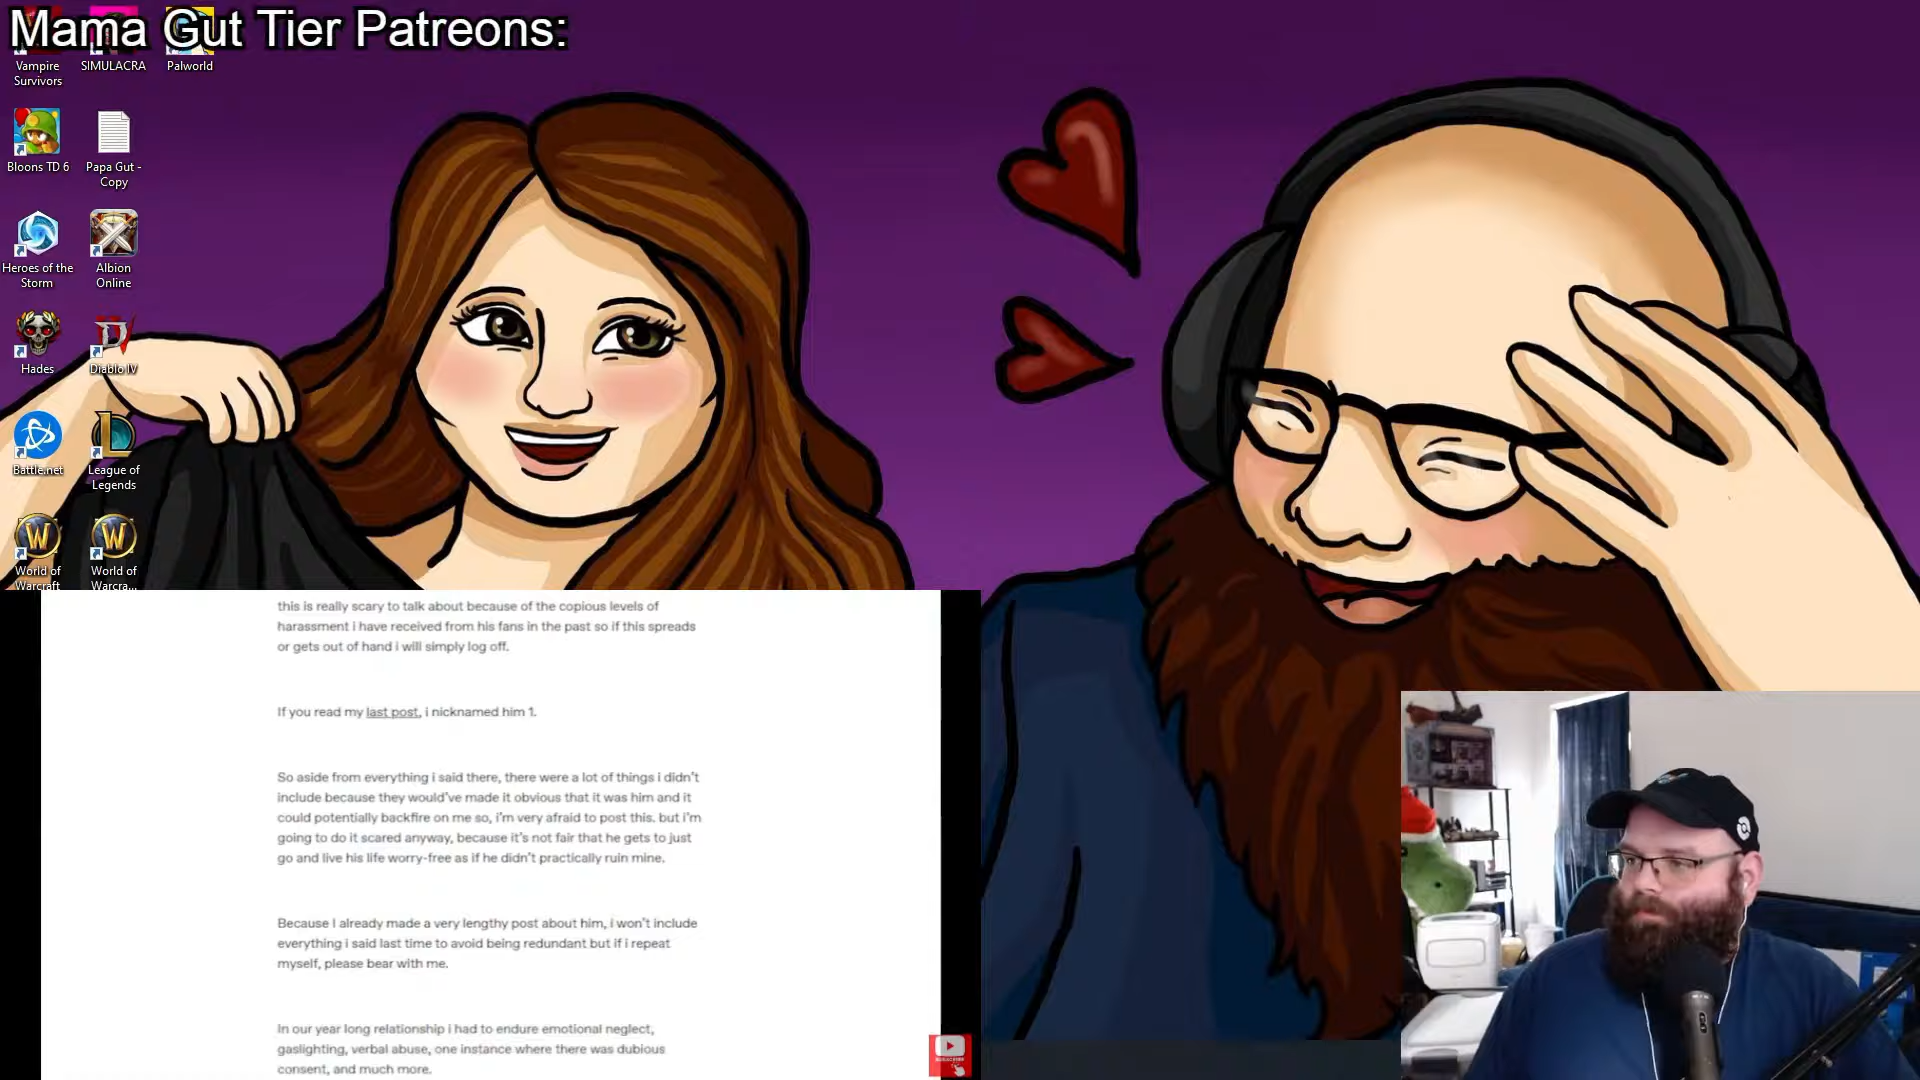 Mama Gut Tier Patreons:
Vampire
Survivors
SIMULACRA
Palworld
Bloons TD 6
Papa Gut -
Copy
Heroes of the
Storm
Albion
Online
Hades
Diablo IV
Battle.net
League of
Legends
World of
Warcraft
World of
Warcra...
this is really scary to talk about because of the copious levels of
harassment i have received from his fans in the past so if this spreads
or gets out of hand i will simply log off.
If you read my last post, i nicknamed him 1.
So aside from everything i said there, there were a lot of things i didn't
include because they would've made it obvious that it was him and it
could potentially backfire on me so, i'm very afraid to post this. but i'm
going to do it scared anyway, because it's not fair that he gets to just
go and live his life worry-free as if he didn't practically ruin mine.
Because I already made a very lengthy post about him, i won't include
everything i said last time to avoid being redundant but if i repeat
myself, please bear with me.
In our year long relationship i had to endure emotional neglect,
gaslighting, verbal abuse, one instance where there was dubious
consent, and much more.
SUBSCRIBE